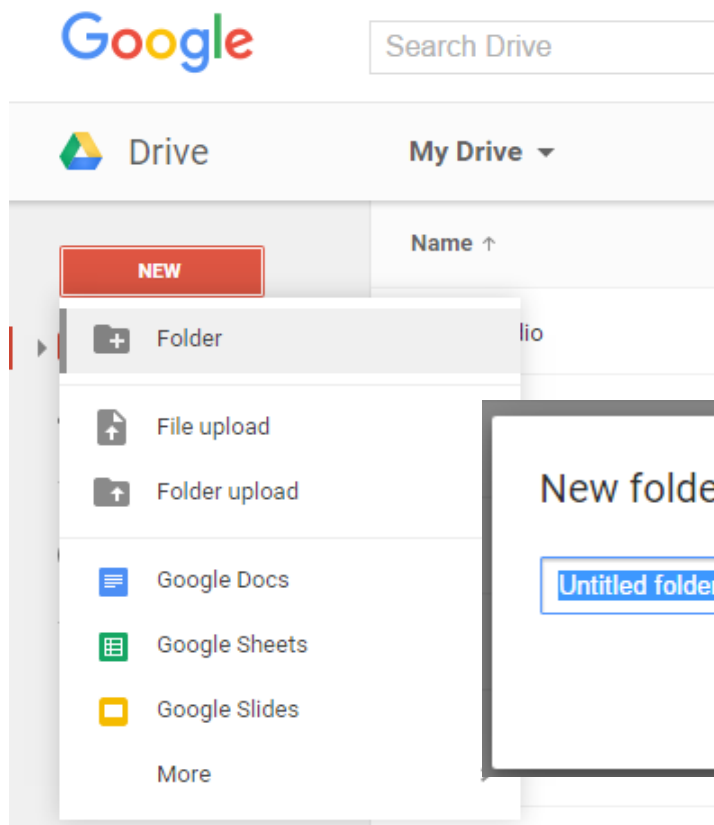 Google
Search Drive
Drive
My Drive
Name ↑
NEW
Folder
lio
File upload
Folder upload
New folde
Untitled folder
Google Docs
Google Sheets
Google Slides
More